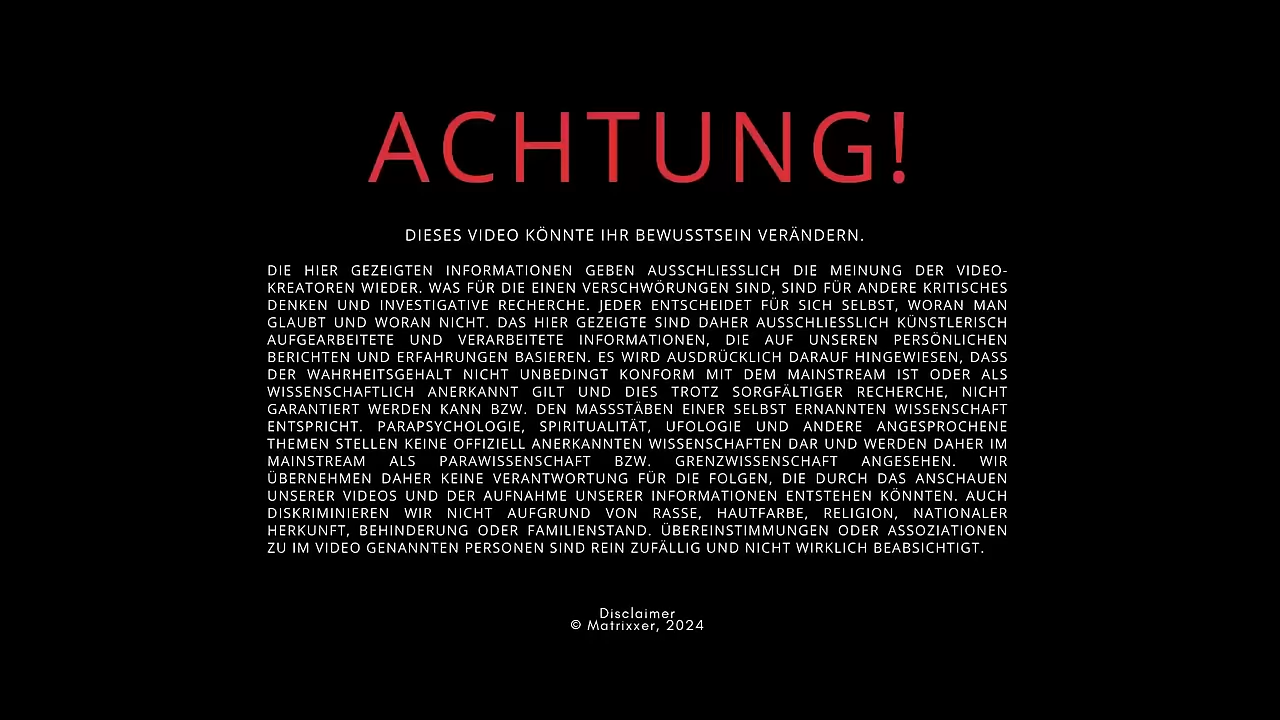 ACHTUNG!
DIESES VIDEO KÖNNTE IHR BEWUSSTSEIN VERÄNDERN.
DIE HIER GEZEIGTEN INFORMATIONEN GEBEN AUSSCHLIESSLICH DIE MEINUNG DER VIDEO-
KREATOREN WIEDER. WAS FÜR DIE EINEN VERSCHWÖRUNGEN SIND, SIND FÜR ANDERE KRITISCHES
DENKEN UND INVESTIGATIVE RECHERCHE. JEDER ENTSCHEIDET FÜR SICH SELBST, WORAN MAN
GLAUBT UND WORAN NICHT. DAS HIER GEZEIGTE SIND DAHER AUSSCHLIESSLICH KÜNSTLERISCH
AUFGEARBEITETE UND VERARBEITETE INFORMATIONEN, DIE AUF UNSEREN PERSÖNLICHEN
BERICHTEN UND ERFAHRUNGEN BASIEREN. ES WIRD AUSDRÜCKLICH DARAUF HINGEWIESEN, DASS
DER WAHRHEITSGEHALT NICHT UNBEDINGT KONFORM MIT DEM MAINSTREAM IST ODER ALS
WISSENSCHAFTLICH ANERKANNT GILT UND DIES TROTZ SORGFÄLTIGER RECHERCHE, NICHT
GARANTIERT WERDEN KANN BZW. DEN MASSSTÄBEN EINER SELBST ERNANNTEN WISSENSCHAFT
ENTSPRICHT. PARAPSYCHOLOGIE, SPIRITUALITÄT, UFOLOGIE UND ANDERE ANGESPROCHENE
THEMEN STELLEN KEINE OFFIZIELL ANERKANNTEN WISSENSCHAFTEN DAR UND WERDEN DAHER IM
MAINSTREAM ALS PARAWISSENSCHAFT BZW. GRENZWISSENSCHAFT ANGESEHEN. WIR
ÜBERNEHMEN DAHER KEINE VERANTWORTUNG FÜR DIE FOLGEN, DIE DURCH DAS ANSCHAUEN
UNSERER VIDEOS UND DER AUFNAHME UNSERER INFORMATIONEN ENTSTEHEN KÖNNTEN. AUCH
DISKRIMINIEREN WIR NICHT AUFGRUND VON RASSE, HAUTFARBE, RELIGION, NATIONALER
HERKUNFT, BEHINDERUNG ODER FAMILIENSTAND. ÜBEREINSTIMMUNGEN ODER ASSOZIATIONEN
ZU IM VIDEO GENANNTEN PERSONEN SIND REIN ZUFÄLLIG UND NICHT WIRKLICH BEABSICHTIGT.
Disclaimer
© Matrixxer, 2024